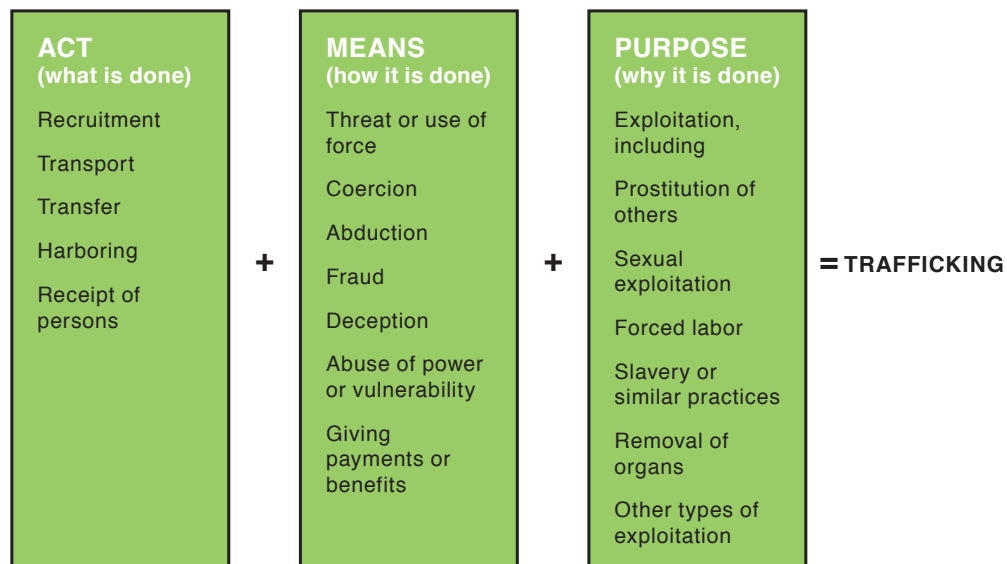 ACT
(what is done)
Recruitment
Transport
Transfer
Harboring
Receipt of
persons
+
MEANS
(how it is done)
Threat or use of
force
Coercion
Abduction
Fraud
Deception
Abuse of power
or vulnerability
Giving
payments or
benefits
+
PURPOSE
(why it is done)
Exploitation,
including
Prostitution of
others
Sexual
exploitation
Forced labor
Slavery or
similar practices
Removal of
organs
Other types of
exploitation
= TRAFFICKING